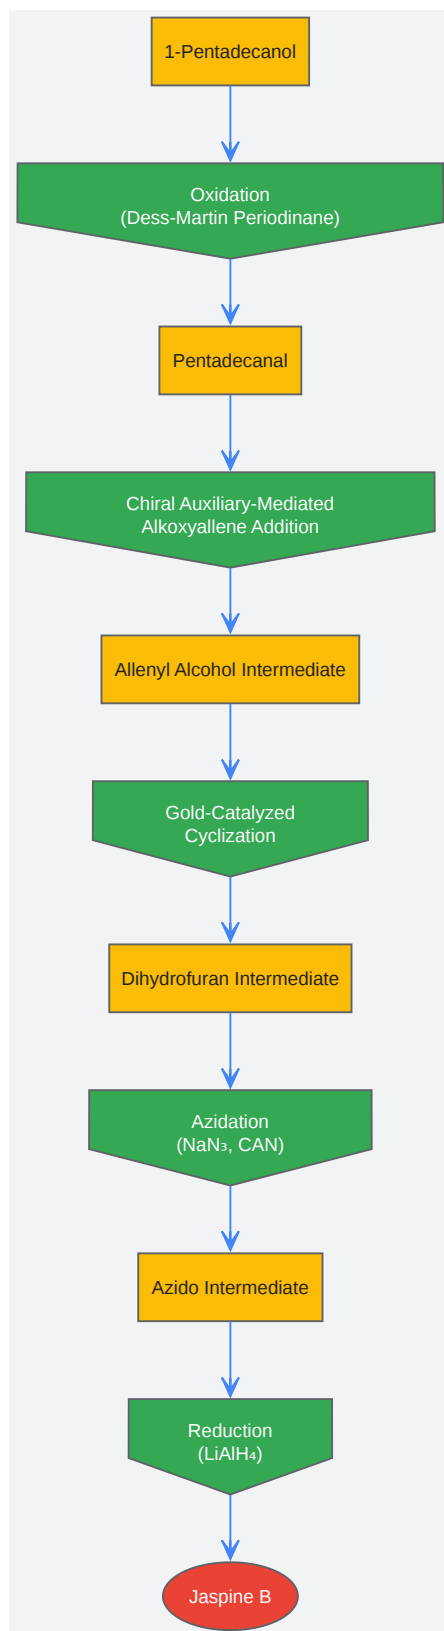 1-Pentadecanol
Oxidation
(Dess-Martin Periodinane)
Pentadecanal
Chiral Auxiliary-Mediated
Alkoxyallene Addition
Allenyl Alcohol Intermediate
Gold-Catalyzed
Cyclization
Dihydrofuran Intermediate
Azidation
(NaN₃, CAN)
Azido Intermediate
Reduction
(LiAlH₄)
Jaspine B